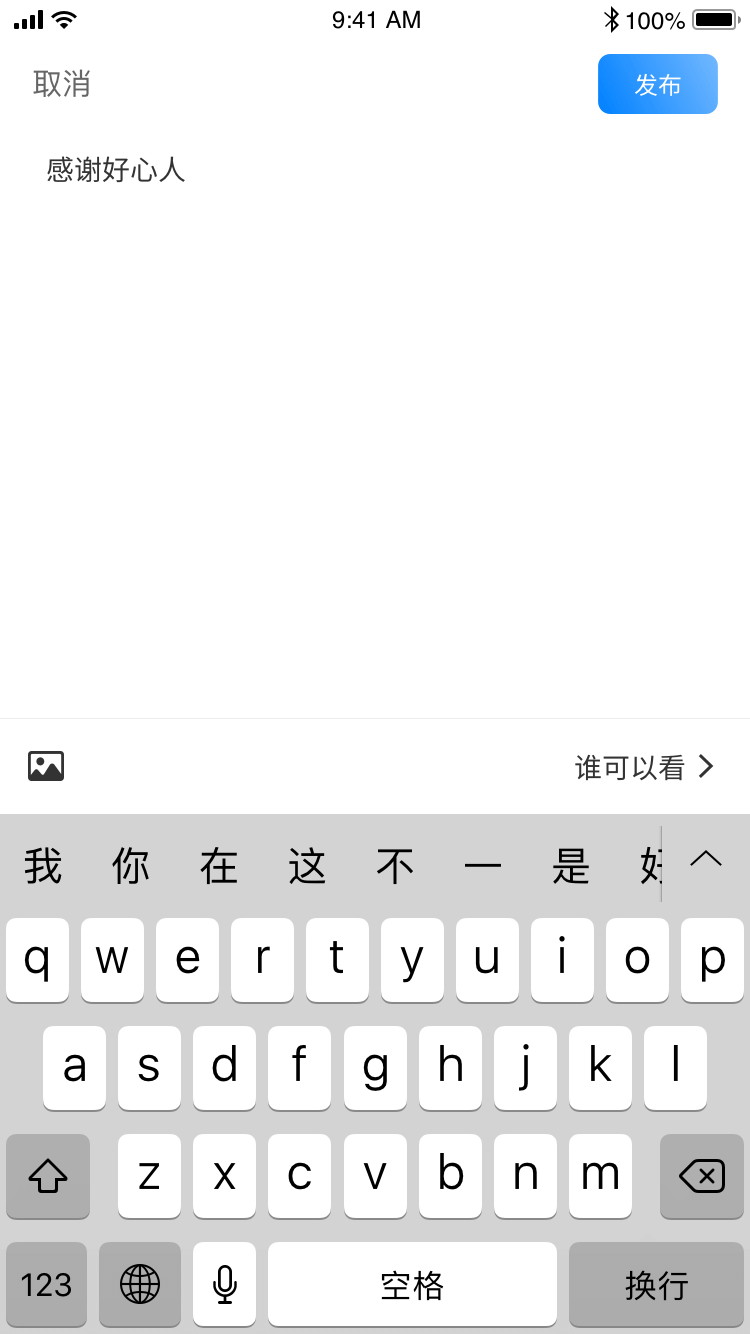 9:41 AM 100%
取消 发布
感谢好心人
谁可以看
我 你 在 这 不 一 是 好
q w e r t y u i o p
a s d f g h j k l
z x c v b n m
123 空格 换行